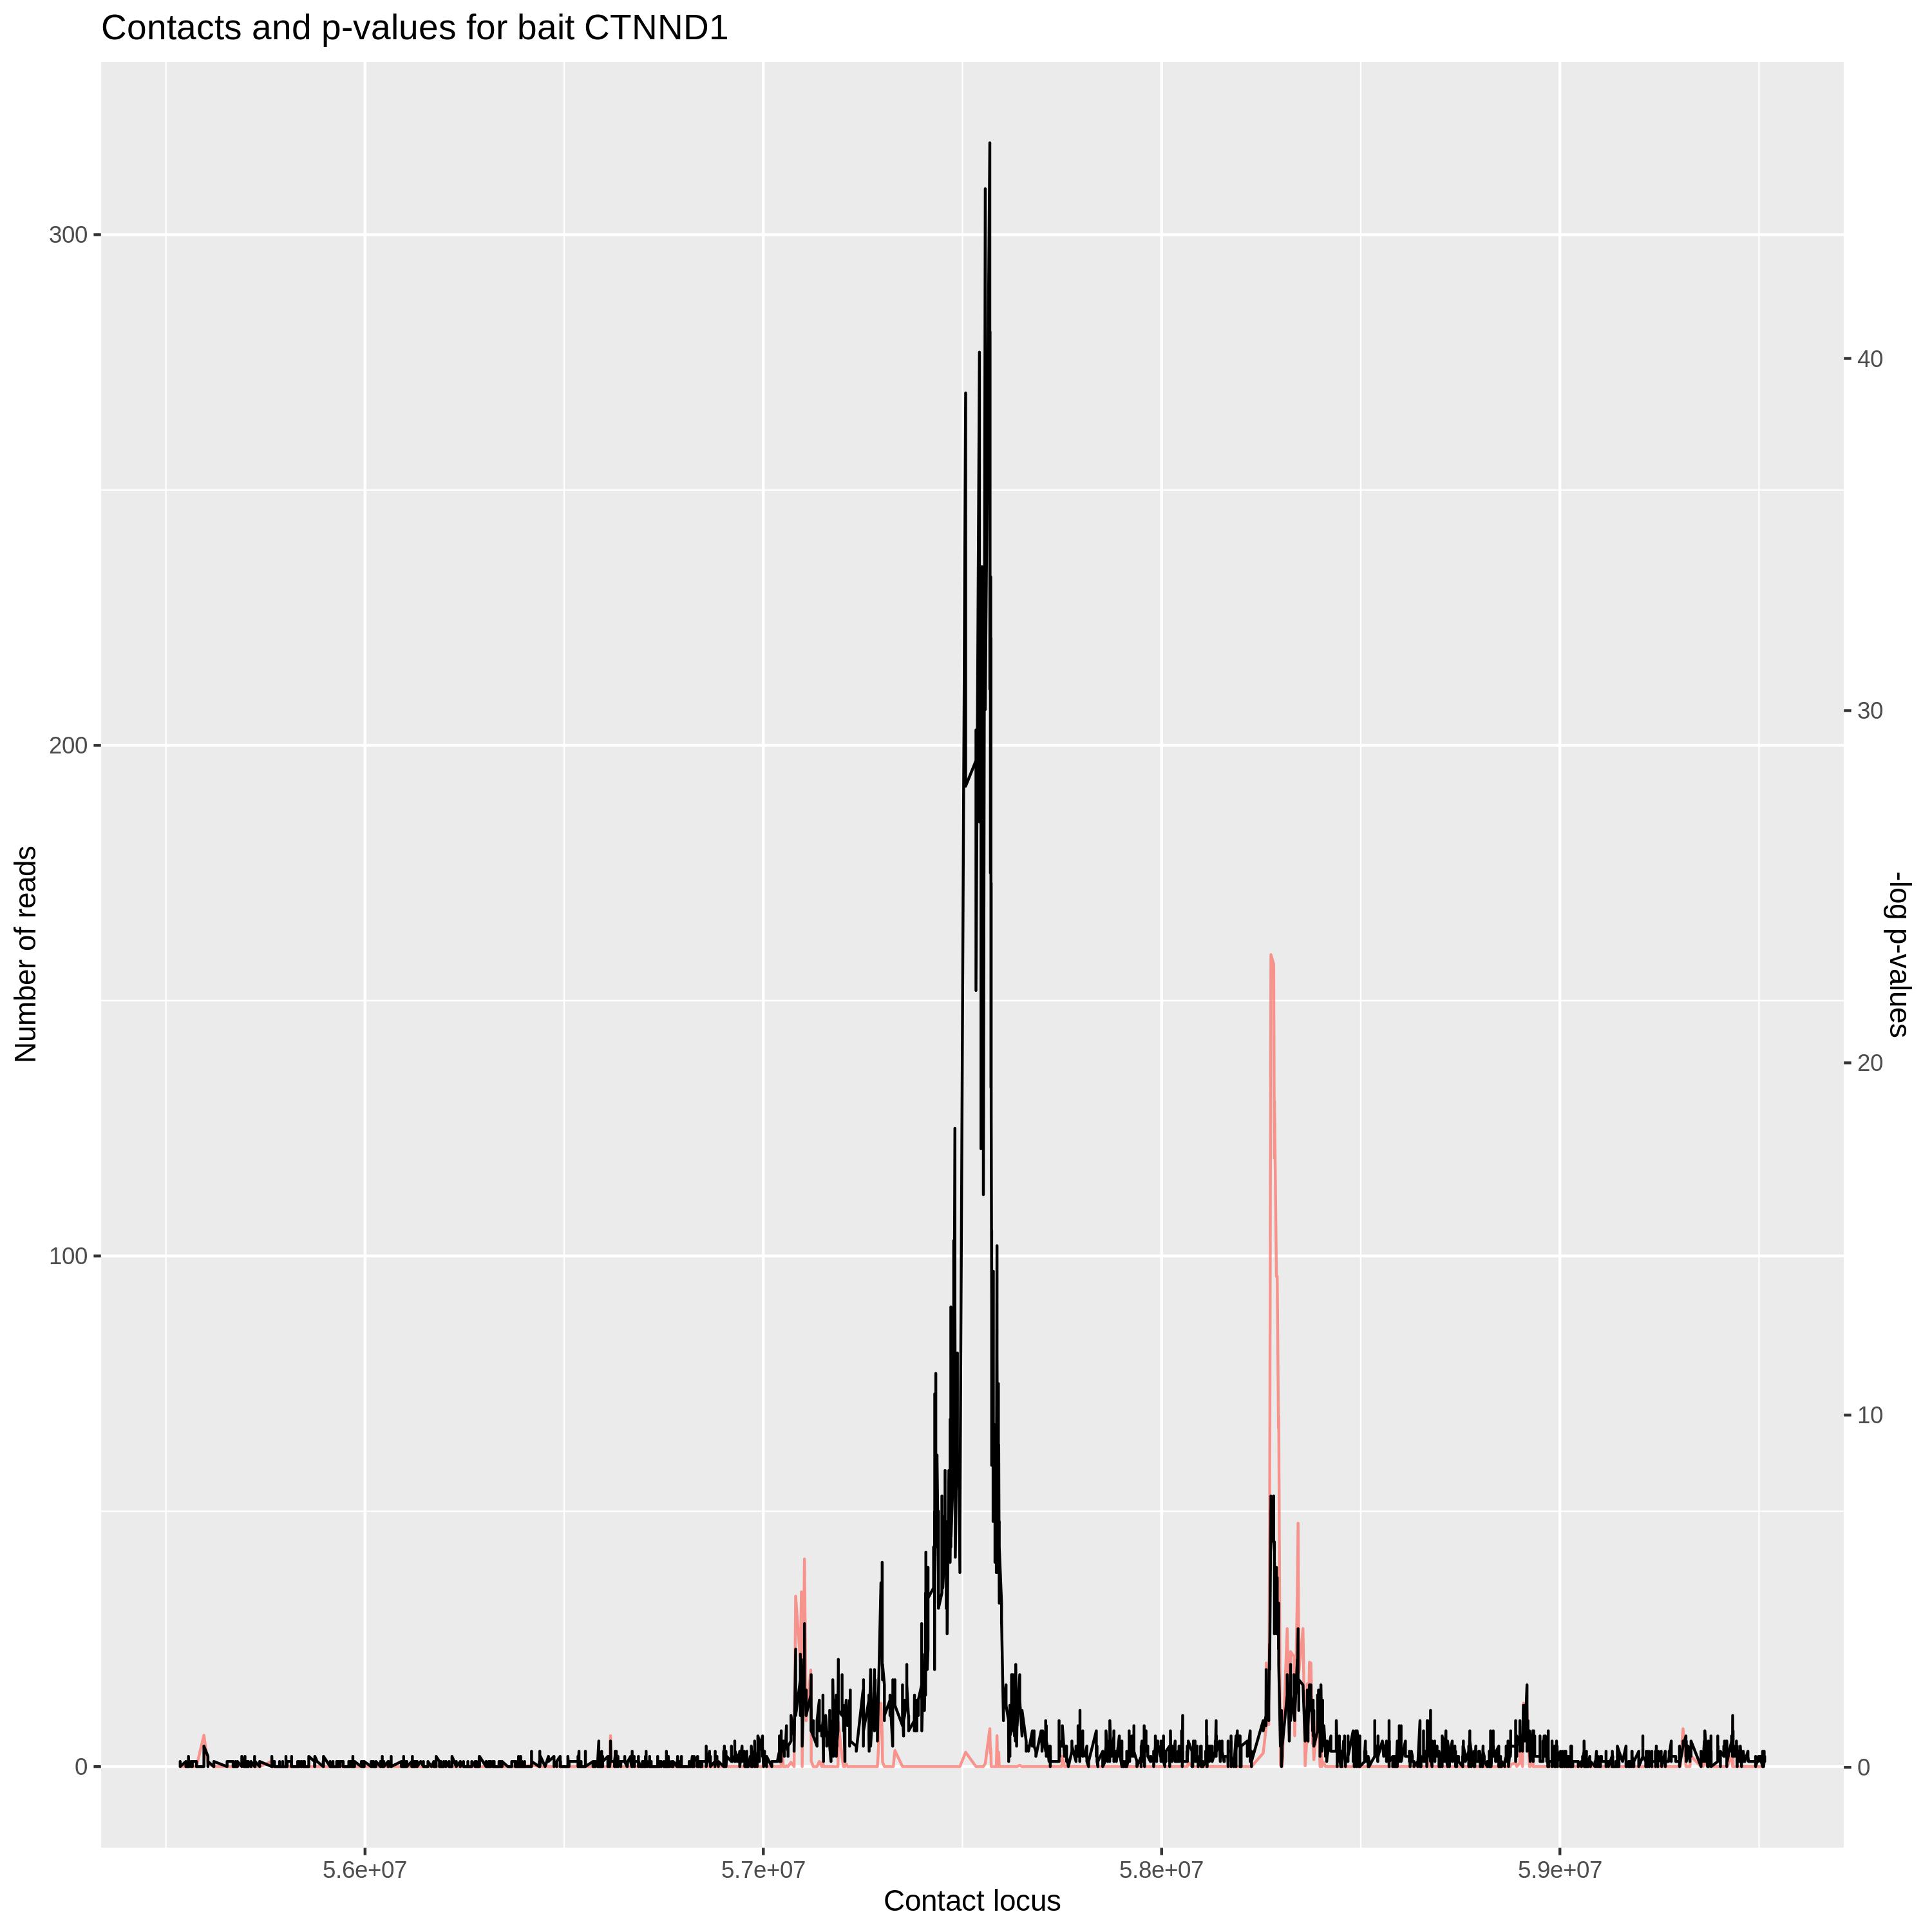 Contacts and p-values for bait CTNND1
300
200
100
0
Number of reads
40
30
20
10
0
-log p-values
5.6e+07
5.7e+07
5.8e+07
5.9e+07
Contact locus